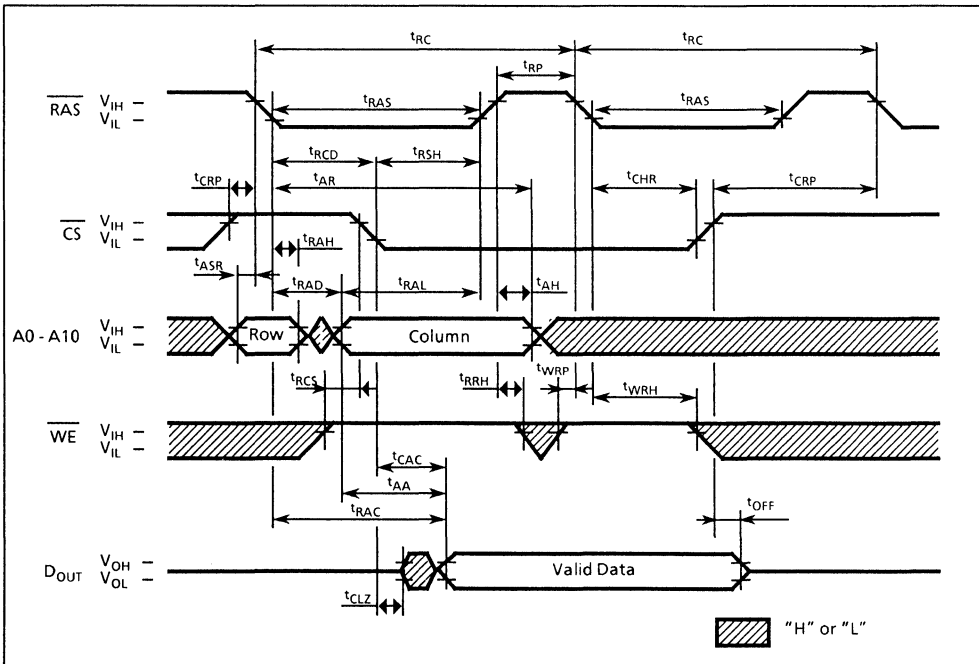 tRC tRC
tRP
RAS VIH
VIL
tRAS tRAS
tRCD tRSH
tCRP tAR tCHR tCRP
CS VIH
VIL
tRAH
tASR
tRAD tRAL tAH
A0 - A10 VIH
VIL
Row Column
tRCS tRRH tWRP tWRH
WE VIH
VIL
tCAC
tAA
tRAC tOFF
DOUT VOH
VOL
Valid Data
tCLZ
"H" or "L"